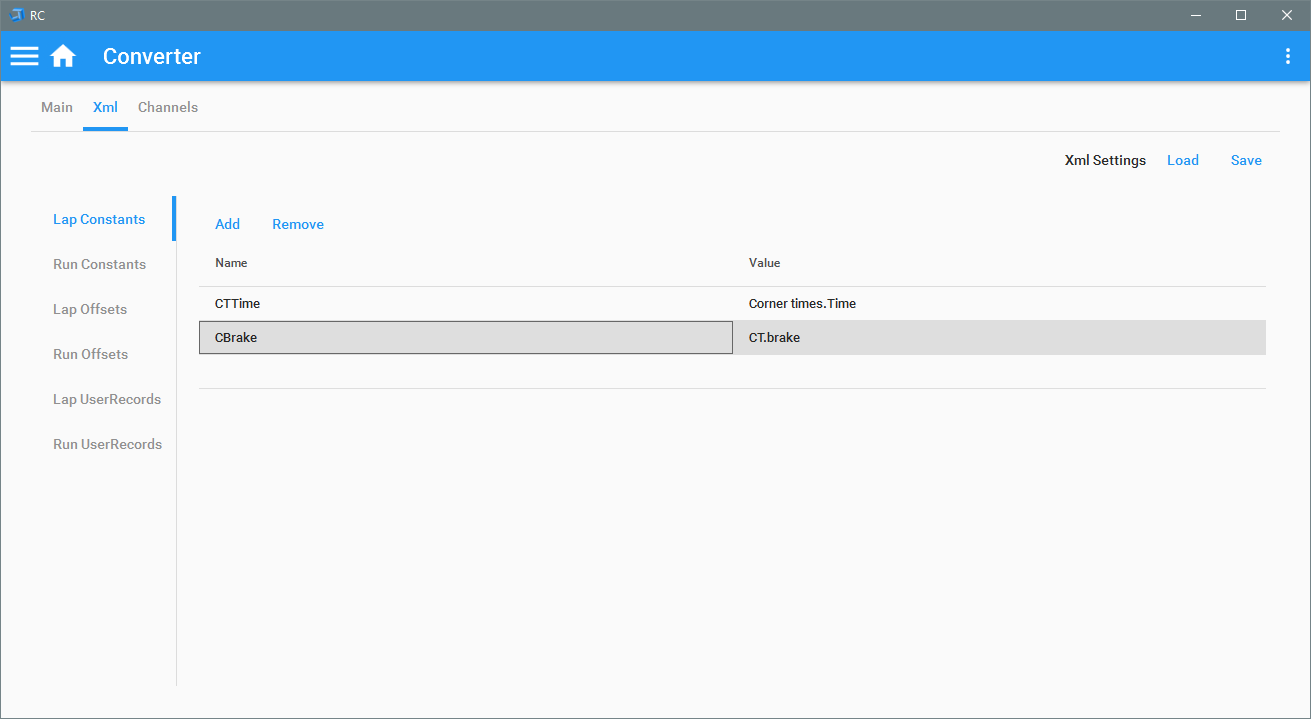 RC
Converter
Main Xml Channels
Xml Settings Load Save
Lap Constants
Run Constants
Lap Offsets
Run Offsets
Lap UserRecords
Run UserRecords
Add Remove
Name Value
CTTime Corner times.Time
CBrake CT.brake